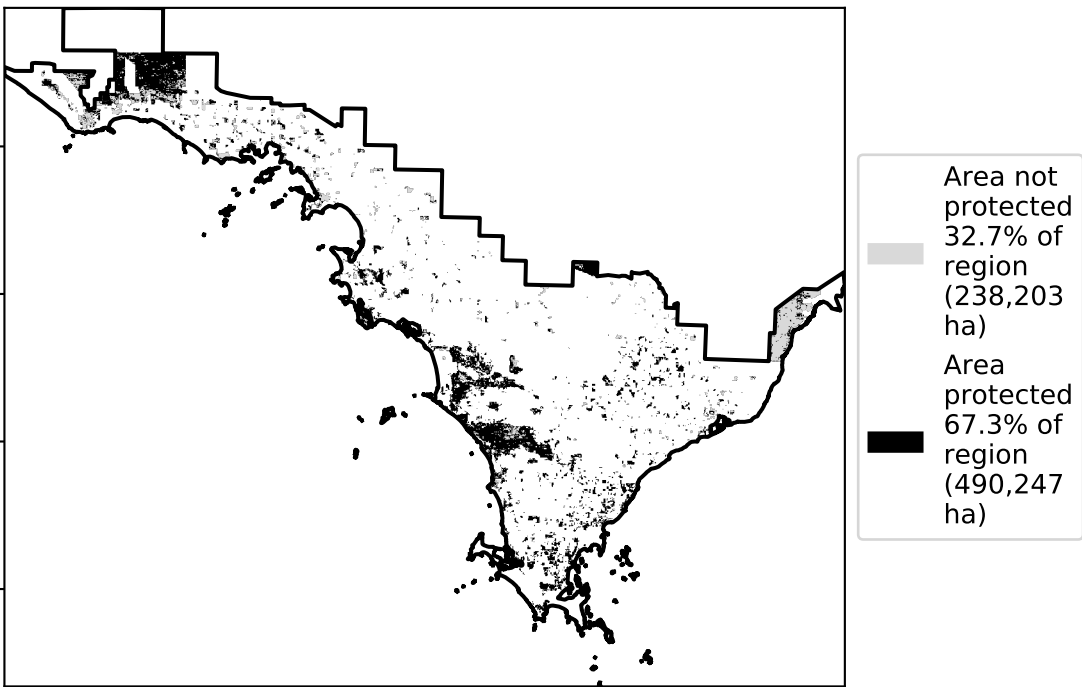 Area not
protected
32.7% of
region
(238,203
ha)
Area
protected
67.3% of
region
(490,247
ha)